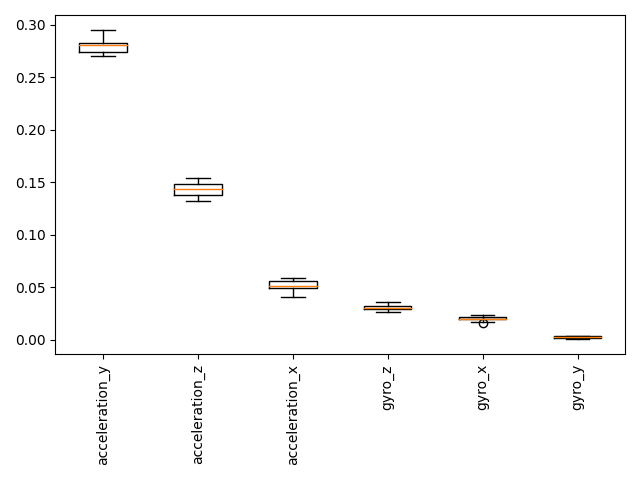 0.30
0.25
0.20
0.15
0.10
0.05
0.00
acceleration_y
acceleration_z
acceleration_x
gyro_z
gyro_x
gyro_y